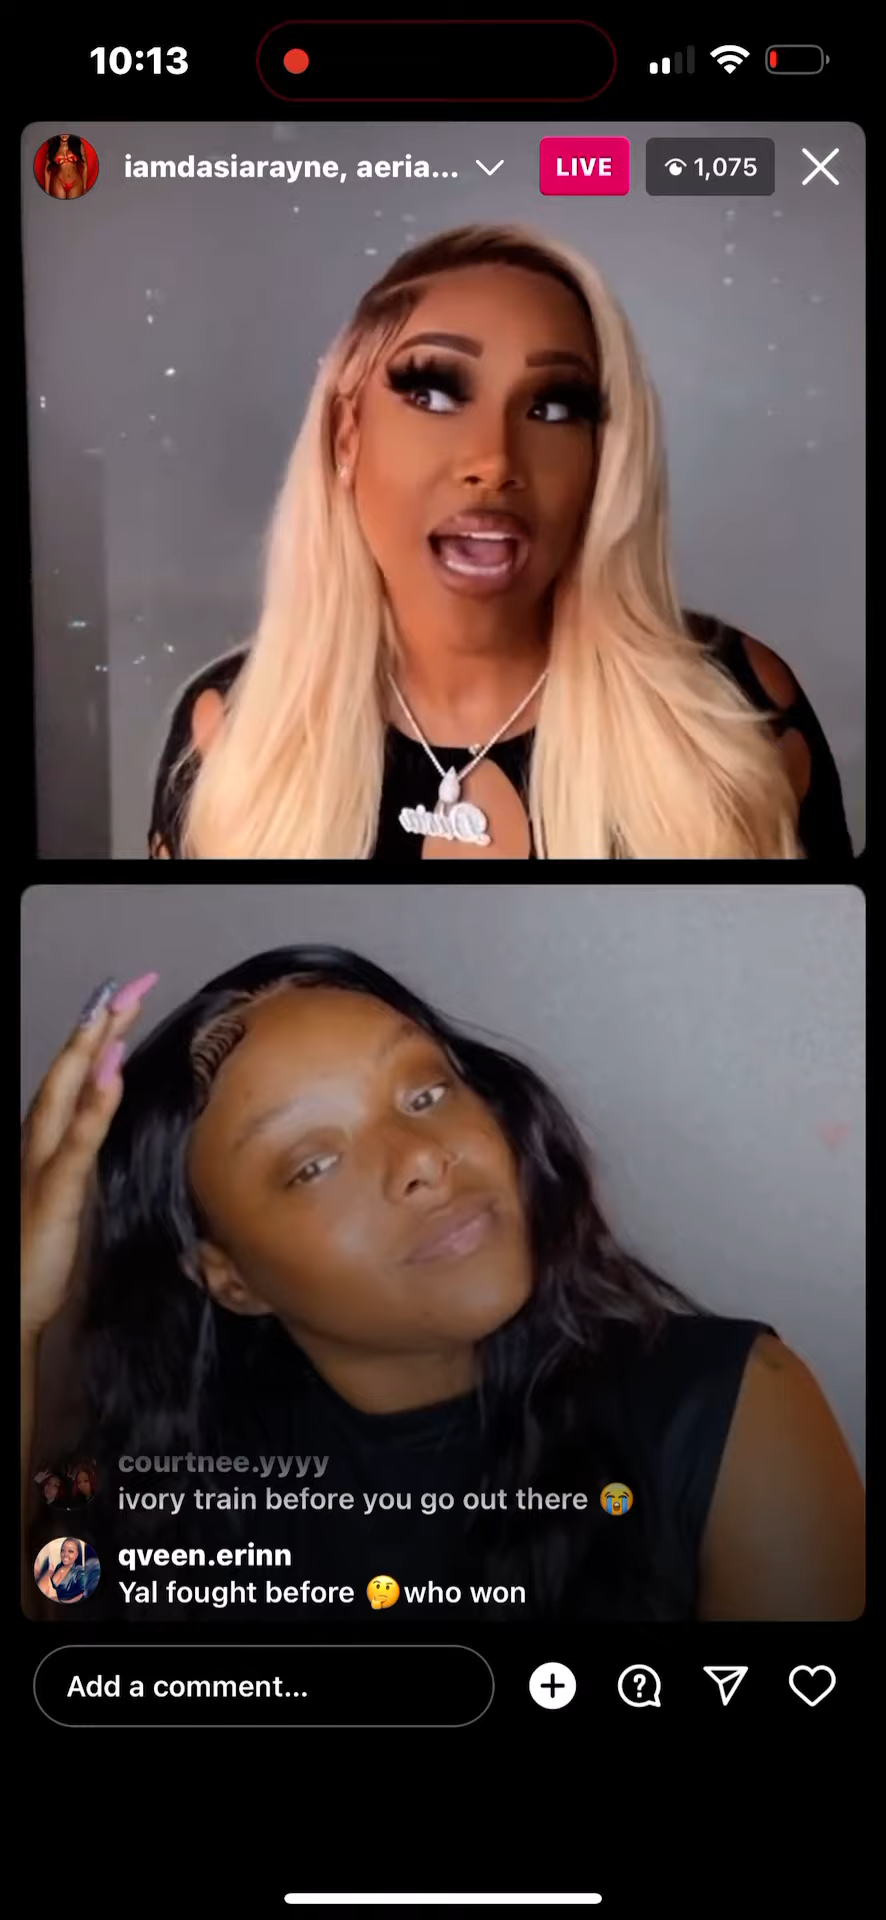 10:13
iamdasiarayne, aeria...
LIVE
1,075
courtnee.yyyy
ivory train before you go out there 😭
qveen.erinn
Yal fought before 🤔who won
Add a comment...